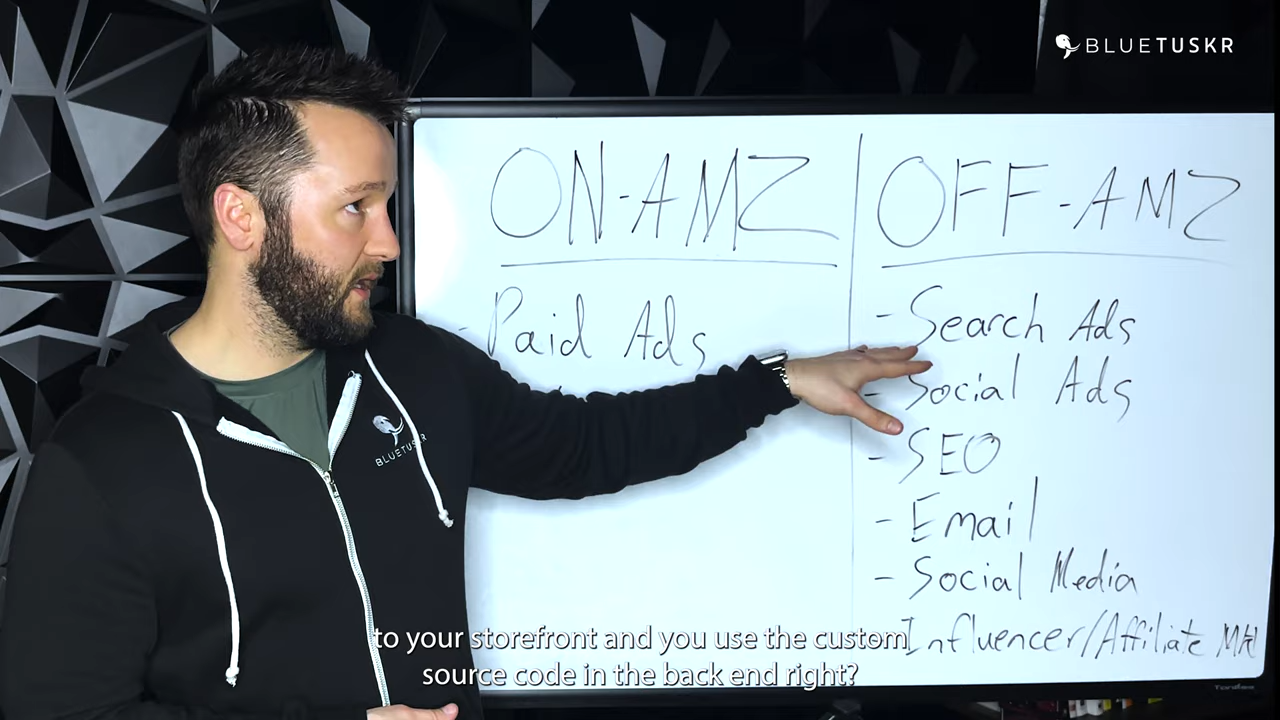 BLUETUSKR
ON-AMZ
- Paid Ads
OFF-AMZ
- Search Ads
- Social Ads
- SEO
- Email
- Social Media
Influencer/Affiliate Mkt
BLUETUSKR
to your storefront and you use the custom
source code in the back end right?